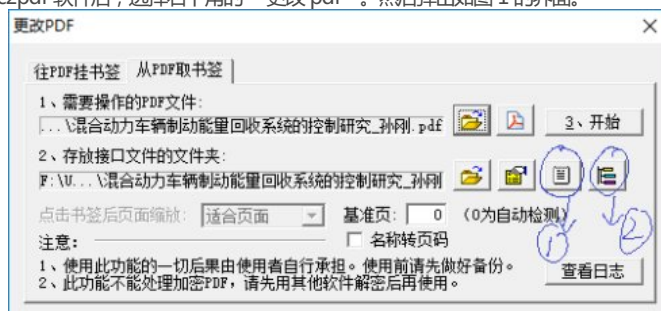 更改PDF
往PDF挂书签 从PDF取书签
1、需要操作的PDF文件:
...\混合动力车辆制动能量回收系统的控制研究_孙刚.pdf 3、开始
2、存放接口文件的文件夹:
F:\U...\混合动力车辆制动能量回收系统的控制研究_孙刚
点击书签后页面缩放: 适合页面 基准页: 0 (0为自动检测)
注意: 名称转页码
① ②
1、使用此功能的一切后果由使用者自行承担。使用前请先做好备份。
2、此功能不能处理加密PDF,请先用其他软件解密后再使用。
查看日志